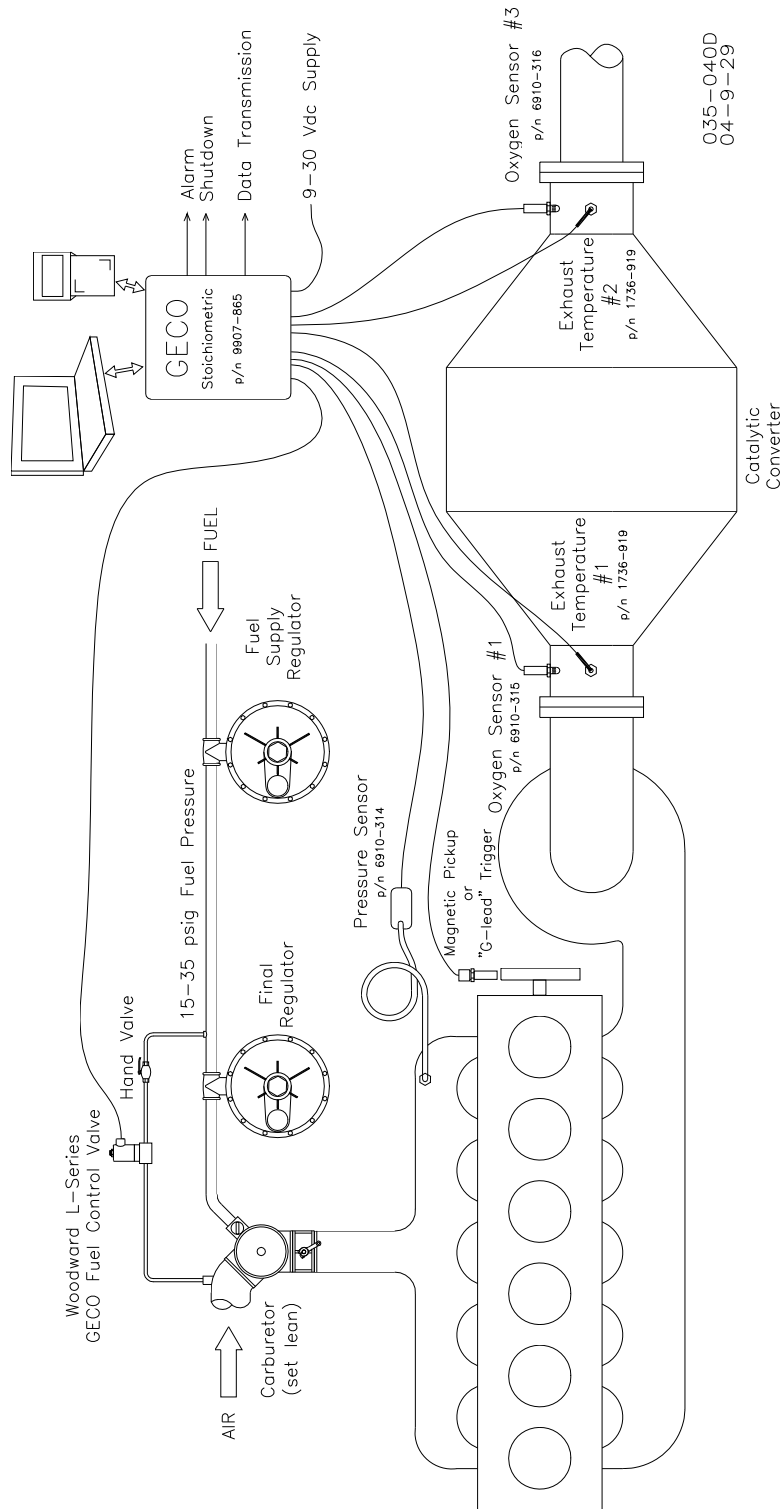 Woodward L-Series
GECO Fuel Control Valve
Hand Valve
AIR
Carburetor
(set lean)
15-35 psig Fuel Pressure
Final
Regulator
Fuel
Supply
Regulator
FUEL
GECO
Stoichiometric
p/n 9907-865
Alarm
Shutdown
Data Transmission
9-30 Vdc Supply
Pressure Sensor
p/n 6910-314
Magnetic Pickup
or
"G-lead" Trigger
Oxygen Sensor #1
p/n 6910-315
Exhaust
Temperature
#1
p/n 1736-919
Exhaust
Temperature
#2
p/n 1736-919
Oxygen Sensor #3
p/n 6910-316
Catalytic
Converter
035-040D
04-9-29